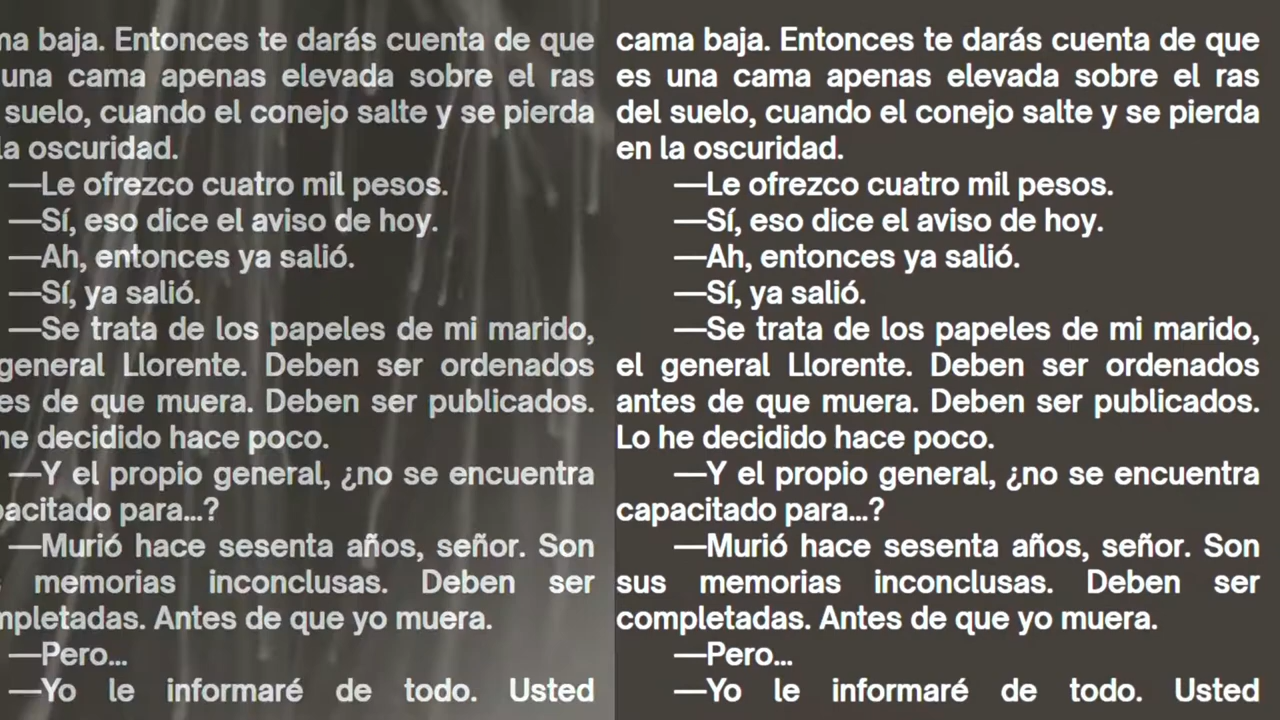 ma baja. Entonces te darás cuenta de que
una cama apenas elevada sobre el ras
suelo, cuando el conejo salte y se pierda
la oscuridad.
—Le ofrezco cuatro mil pesos.
—Sí, eso dice el aviso de hoy.
—Ah, entonces ya salió.
—Sí, ya salió.
—Se trata de los papeles de mi marido,
general Llorente. Deben ser ordenados
es de que muera. Deben ser publicados.
he decidido hace poco.
—Y el propio general, ¿no se encuentra
pacitado para...?
—Murió hace sesenta años, señor. Son
s memorias inconclusas. Deben ser
mpletadas. Antes de que yo muera.
—Pero...
—Yo le informaré de todo. Usted
cama baja. Entonces te darás cuenta de que
es una cama apenas elevada sobre el ras
del suelo, cuando el conejo salte y se pierda
en la oscuridad.
—Le ofrezco cuatro mil pesos.
—Sí, eso dice el aviso de hoy.
—Ah, entonces ya salió.
—Sí, ya salió.
—Se trata de los papeles de mi marido,
el general Llorente. Deben ser ordenados
antes de que muera. Deben ser publicados.
Lo he decidido hace poco.
—Y el propio general, ¿no se encuentra
capacitado para...?
—Murió hace sesenta años, señor. Son
sus memorias inconclusas. Deben ser
completadas. Antes de que yo muera.
—Pero...
—Yo le informaré de todo. Usted